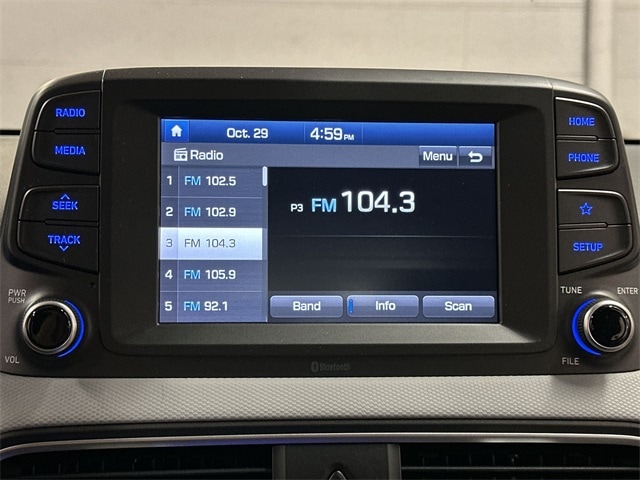 RADIO
MEDIA
SEEK
TRACK
PWR
PUSH
VOL
Oct. 29 4:59 PM
Radio Menu
1 FM 102.5
2 FM 102.9
3 FM 104.3
4 FM 105.9
5 FM 92.1
P3 FM 104.3
Band Info Scan
HOME
PHONE
SETUP
TUNE ENTER
FILE
Bluetooth